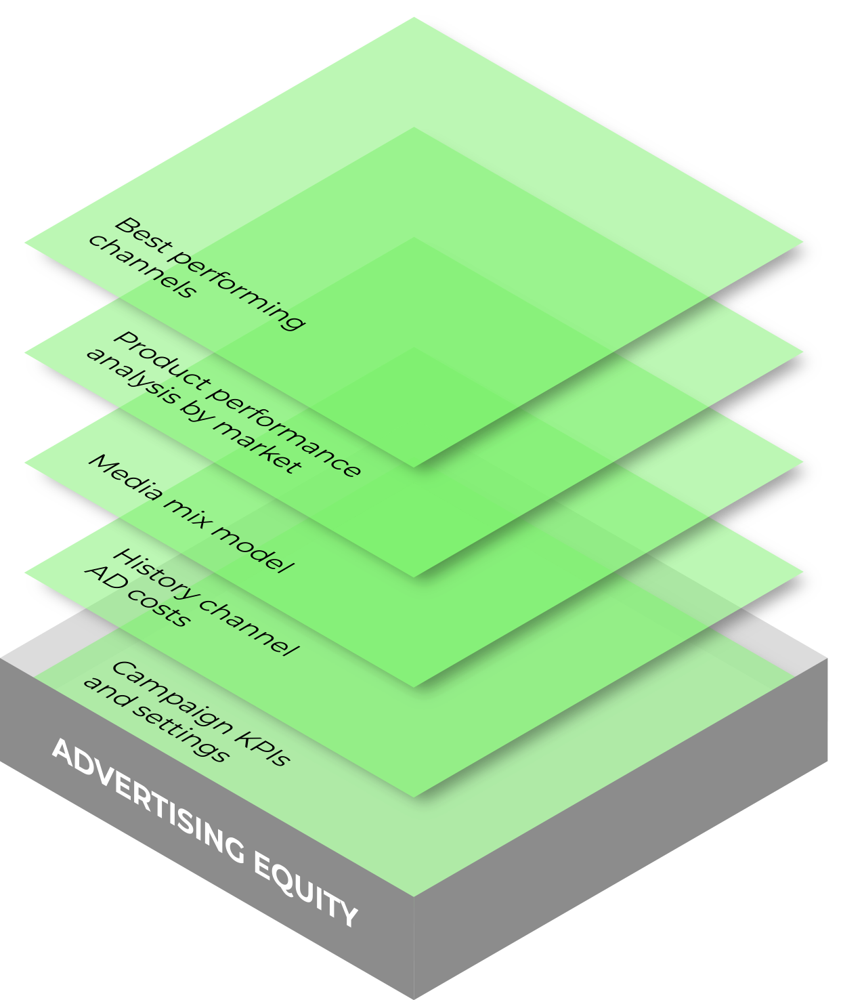 Best performing
channels
Product performance
analysis by market
Media mix model
History channel
AD costs
Campaign KPIs
and settings
ADVERTISING EQUITY